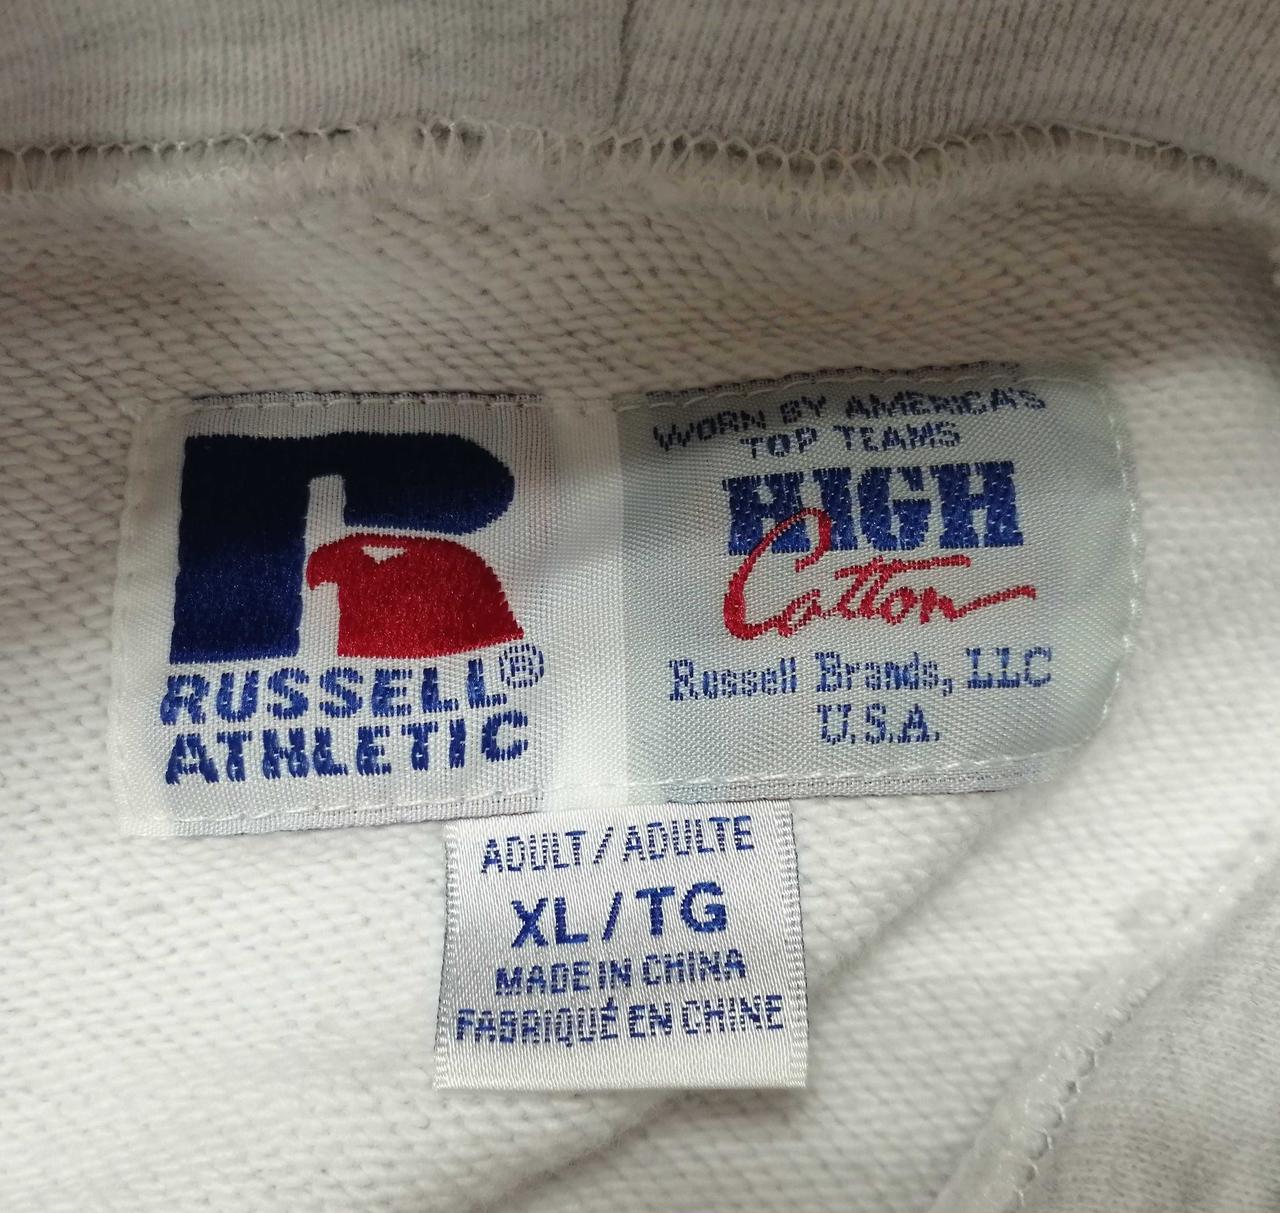 RUSSELL®
ATHLETIC
WORN BY AMERICA'S
TOP TEAMS
HIGH
Cotton
Russell Brands, LLC
U.S.A.
ADULT/ADULTE
XL/TG
MADE IN CHINA
FABRIQUÉ EN CHINE